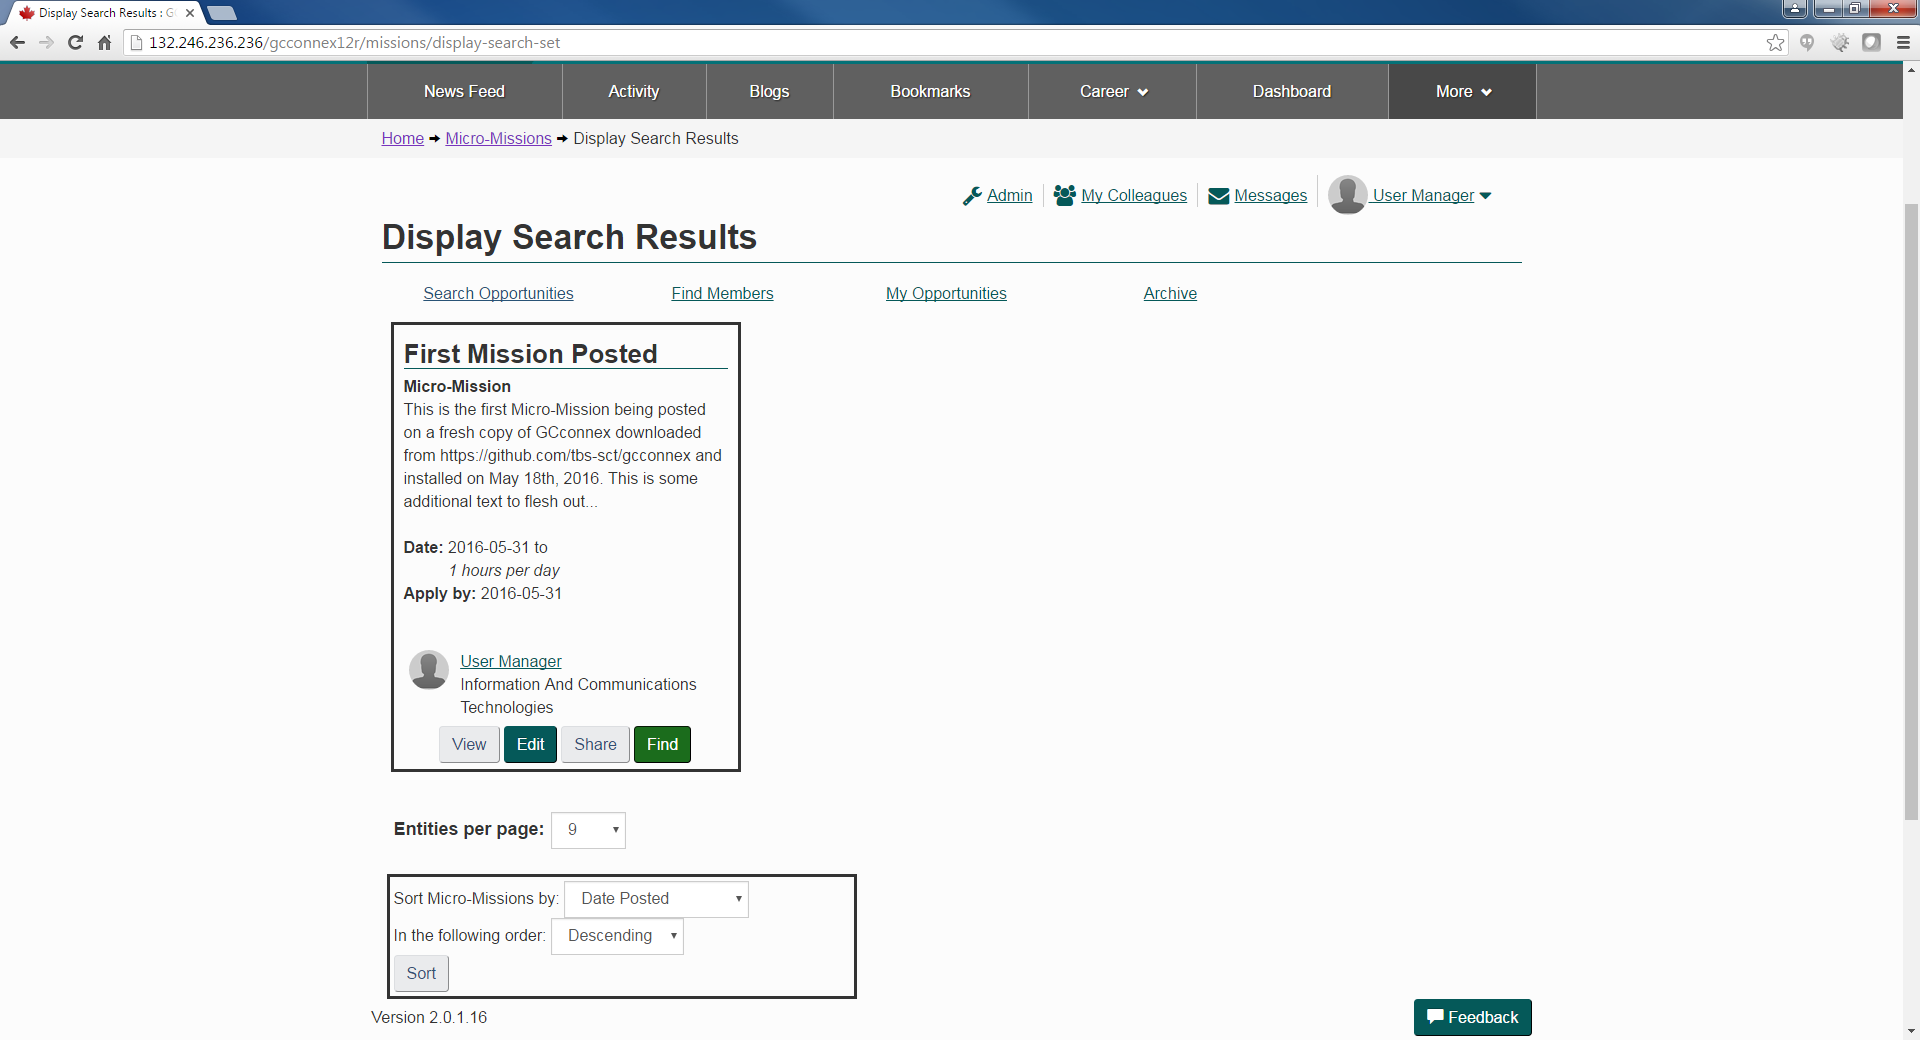 Display Search Results : G
132.246.236.236/gcconnex12r/missions/display-search-set
News Feed Activity Blogs Bookmarks Career Dashboard More
Home Micro-Missions Display Search Results
Admin My Colleagues Messages User Manager
Display Search Results
Search Opportunities Find Members My Opportunities Archive
First Mission Posted
Micro-Mission
This is the first Micro-Mission being posted
on a fresh copy of GCconnex downloaded
from https://github.com/tbs-sct/gcconnex and
installed on May 18th, 2016. This is some
additional text to flesh out...
Date: 2016-05-31 to
1 hours per day
Apply by: 2016-05-31
User Manager
Information And Communications
Technologies
View Edit Share Find
Entities per page: 9
Sort Micro-Missions by: Date Posted
In the following order: Descending
Sort
Version 2.0.1.16
Feedback